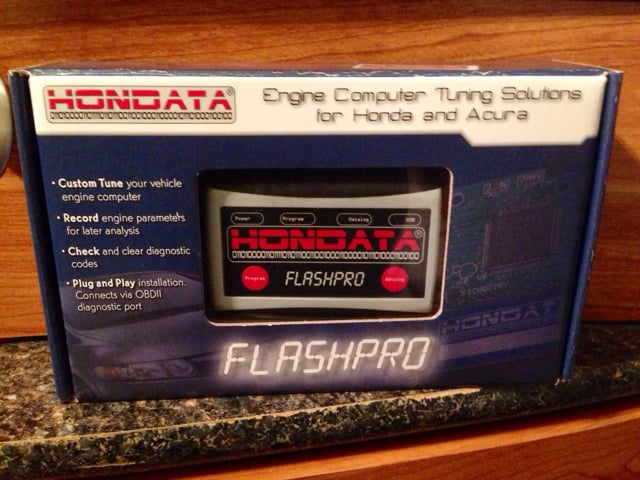 HONDATA®
Engine Computer Tuning Solutions
for Honda and Acura
· Custom Tune your vehicle
engine computer
· Record engine parameters
for later analysis
· Check and clear diagnostic
codes
· Plug and Play installation.
Connects via OBDII
diagnostic port
Power Program Datalog USB
HONDATA®
Program FLASHPRO Datalog
FLASHPRO
HONDATA